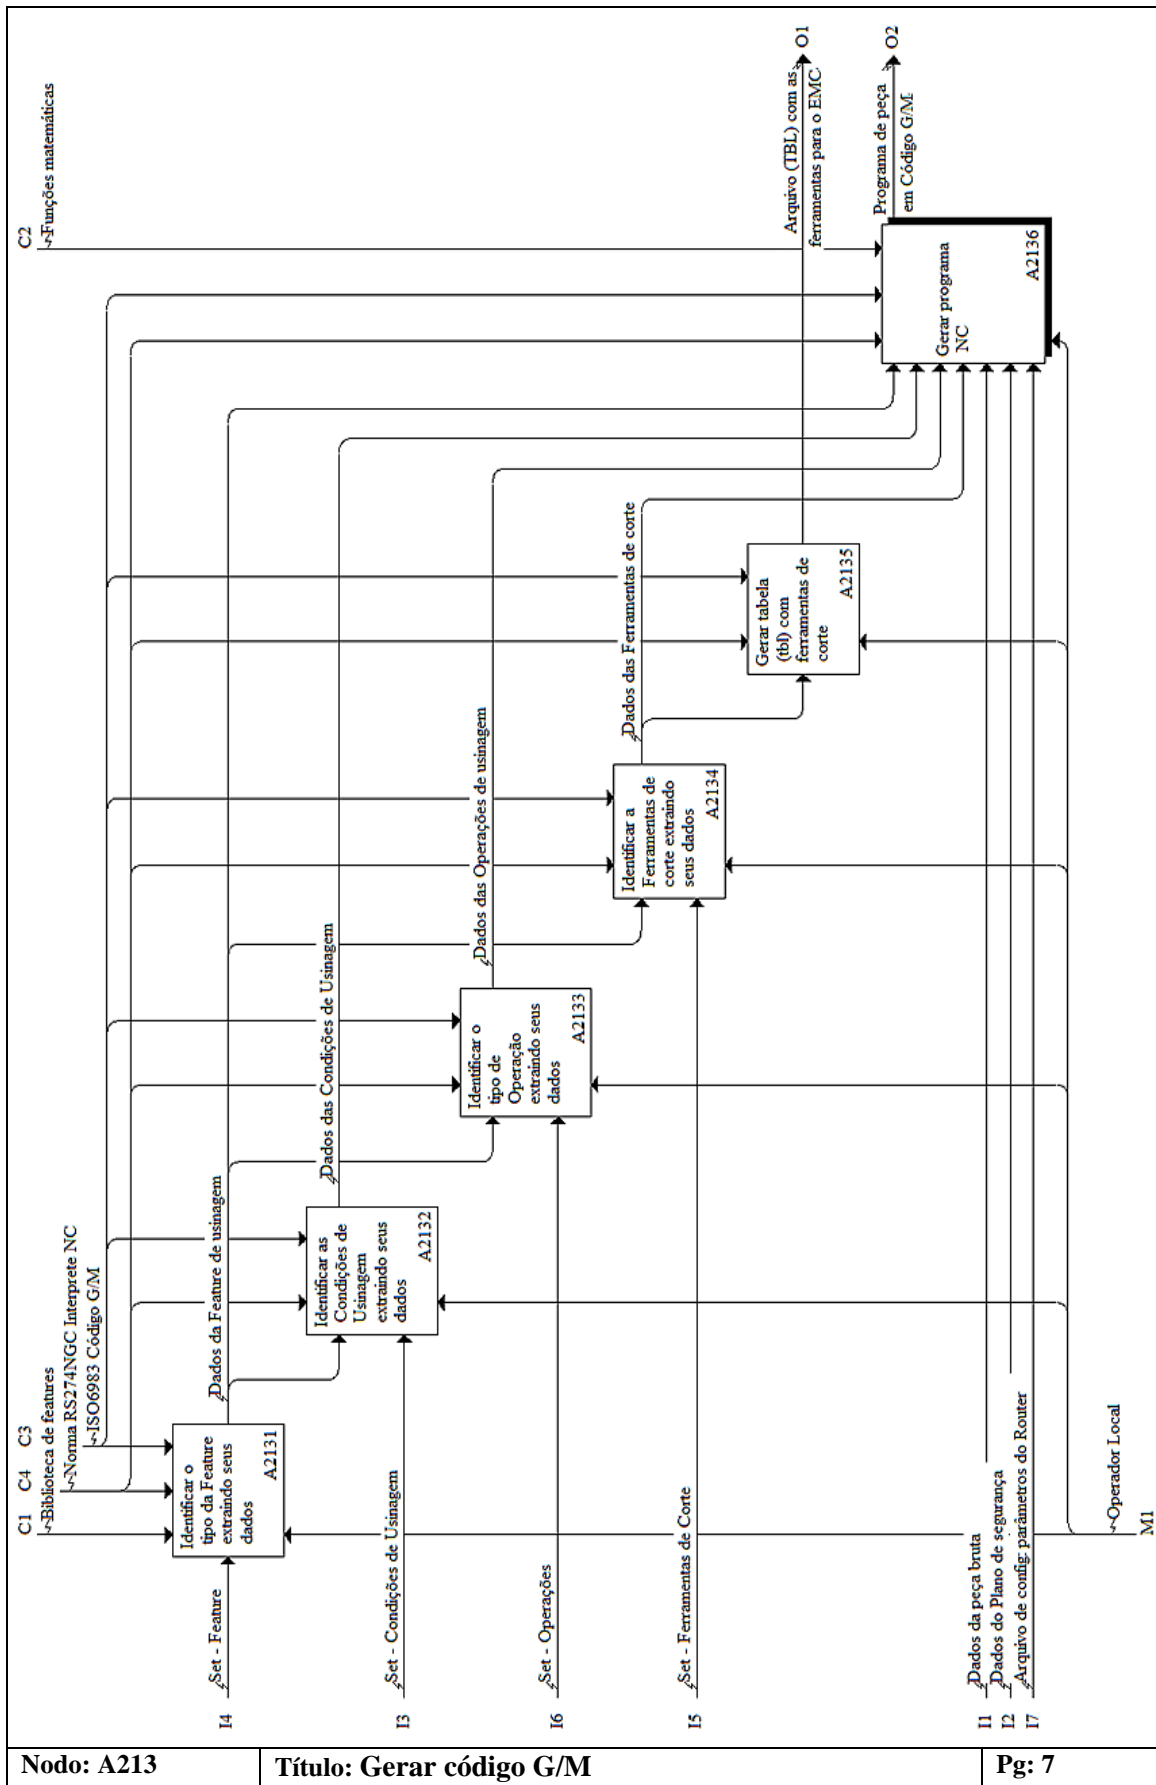 C1
C4
C3
C2
Biblioteca de features
Norma RS274NGC Interprete NC
ISO6983 Código G/M
Funções matemáticas
I4
Set - Feature
Identificar o
tipo da Feature
extraindo seus
dados
A2131
Dados da Feature de usinagem
I3
Set - Condições de Usinagem
Identificar as
Condições de
Usinagem
extraindo seus
dados
A2132
Dados das Condições de Usinagem
I6
Set - Operações
Identificar o
tipo de
Operação
extraindo seus
dados
A2133
Dados das Operações de usinagem
I5
Set - Ferramentas de Corte
Identificar a
Ferramentas de
corte extraindo
seus dados
A2134
Dados das Ferramentas de corte
Gerar tabela
(tbl) com
ferramentas de
corte
A2135
Arquivo (TBL) com as
ferramentas para o EMC
O1
I1
Dados da peça bruta
I2
Dados do Plano de segurança
I7
Arquivo de config: parâmetros do Router
Gerar programa
NC
A2136
Programa de peça
em Código G/M
O2
Operador Local
M1
Nodo: A213
Título: Gerar código G/M
Pg: 7